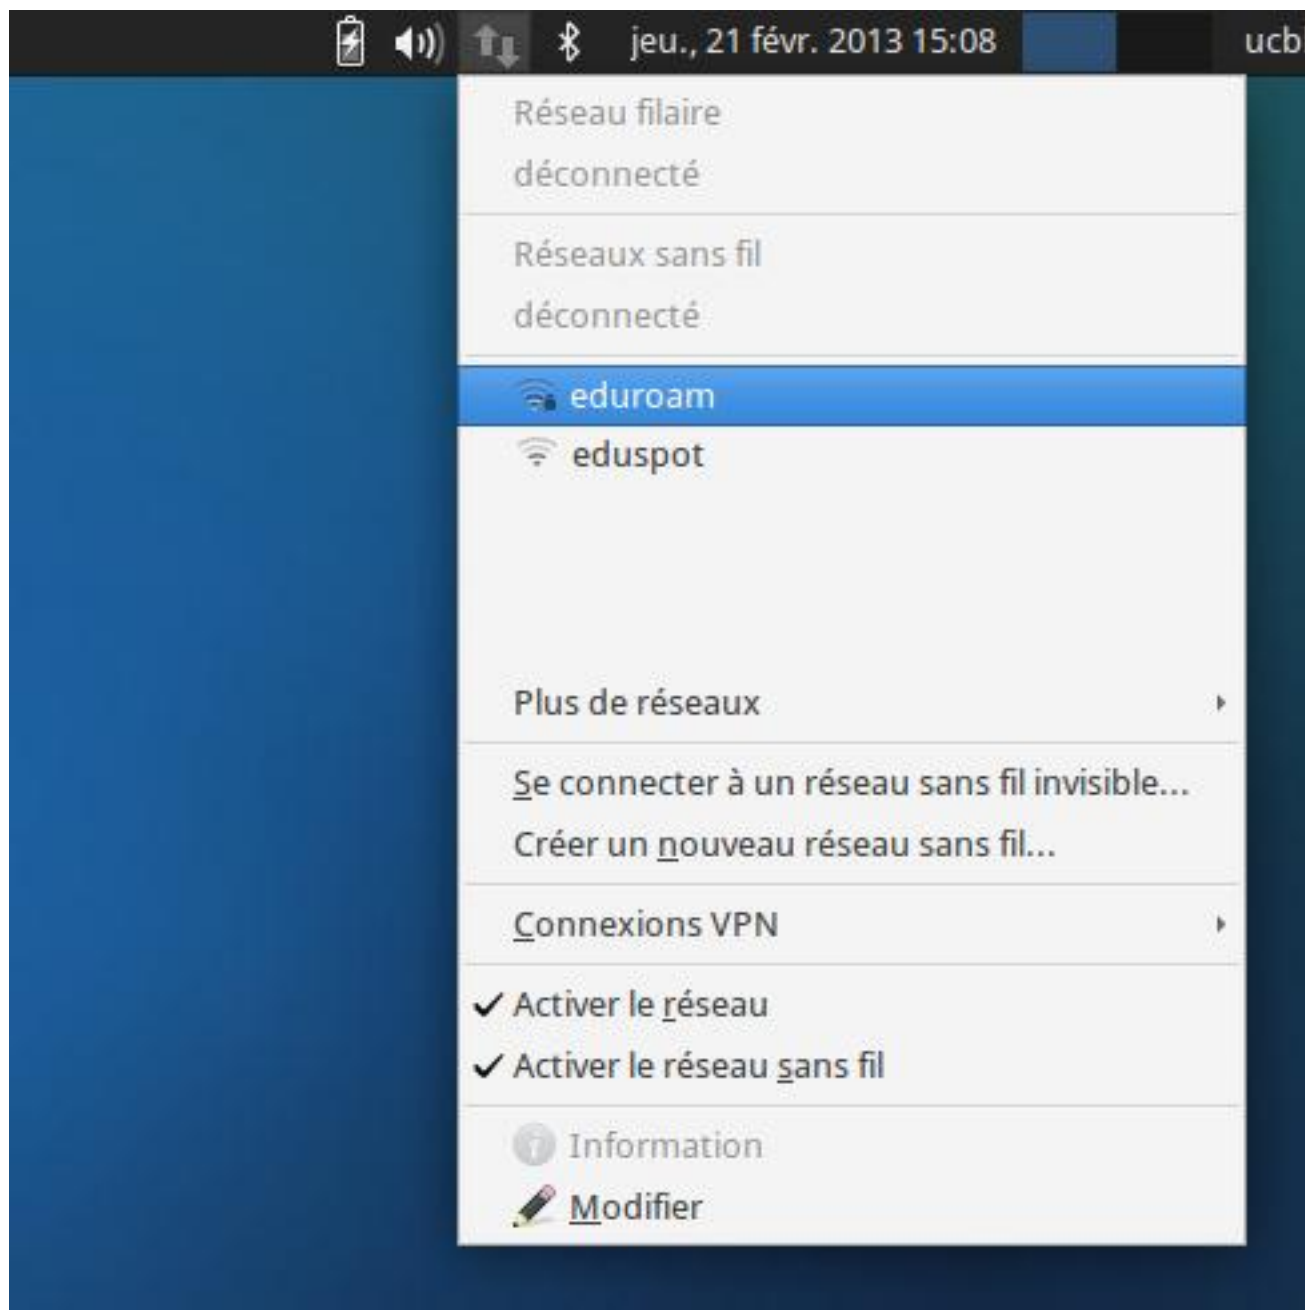 jeu., 21 févr. 2013 15:08 ucb
Réseau filaire
déconnecté
Réseaux sans fil
déconnecté
eduroam
eduspot
Plus de réseaux
Se connecter à un réseau sans fil invisible...
Créer un nouveau réseau sans fil...
Connexions VPN
Activer le réseau
Activer le réseau sans fil
Information
Modifier